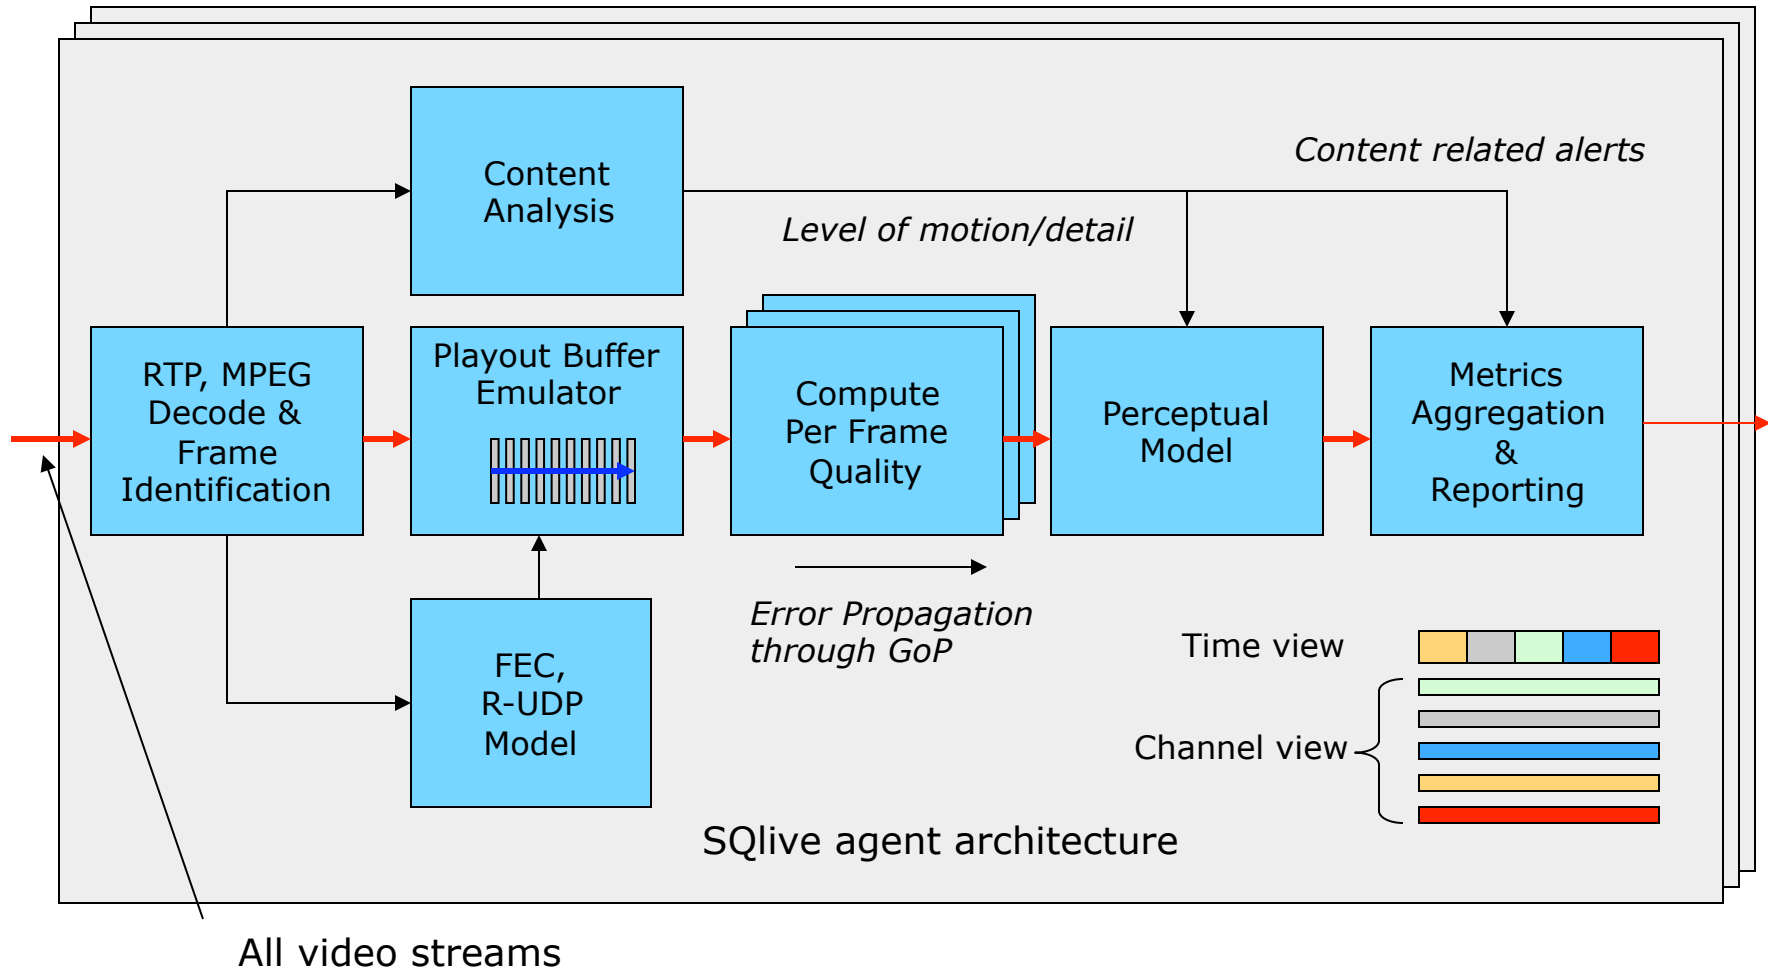 Content
Analysis
Content related alerts
Level of motion/detail
RTP, MPEG
Decode &
Frame
Identification
Playout Buffer
Emulator
Compute
Per Frame
Quality
Perceptual
Model
Metrics
Aggregation
&
Reporting
Error Propagation
through GoP
FEC,
R-UDP
Model
Time view
Channel view
SQlive agent architecture
All video streams